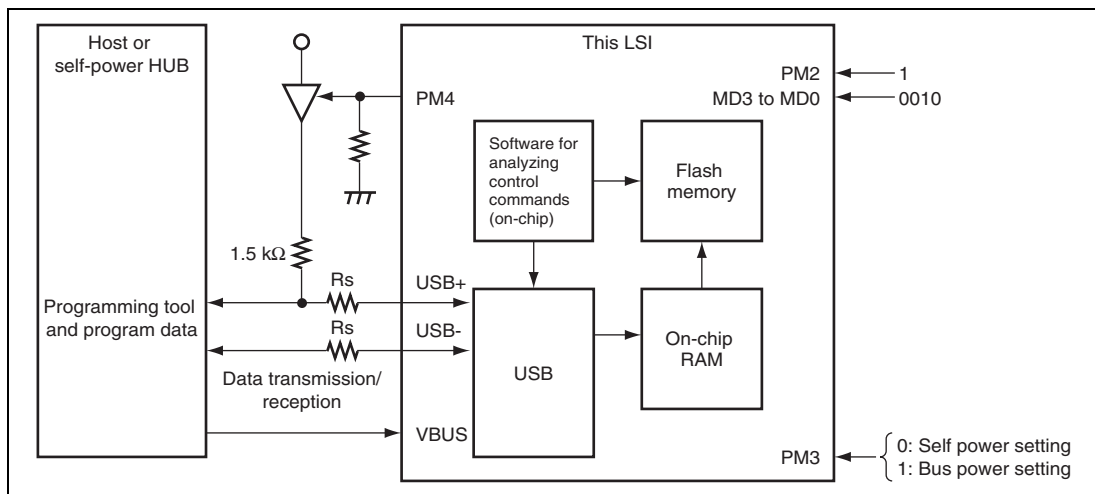 Host or
self-power HUB
This LSI
PM2
1
MD3 to MD0
0010
PM4
Software for
analyzing
control
commands
(on-chip)
Flash
memory
1.5 kΩ
Rs
USB+
Programming tool
and program data
Rs
USB-
USB
On-chip
RAM
Data transmission/
reception
VBUS
PM3
0: Self power setting
1: Bus power setting